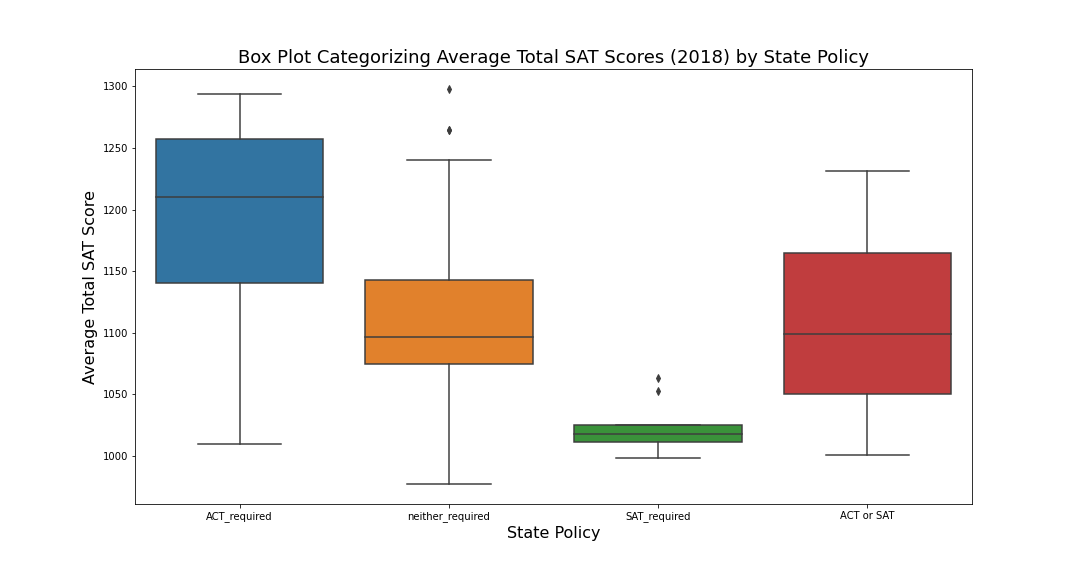 Box Plot Categorizing Average Total SAT Scores (2018) by State Policy
1300
1250
1200
1150
1100
1050
1000
Average Total SAT Score
ACT_required
neither_required
SAT_required
ACT or SAT
State Policy